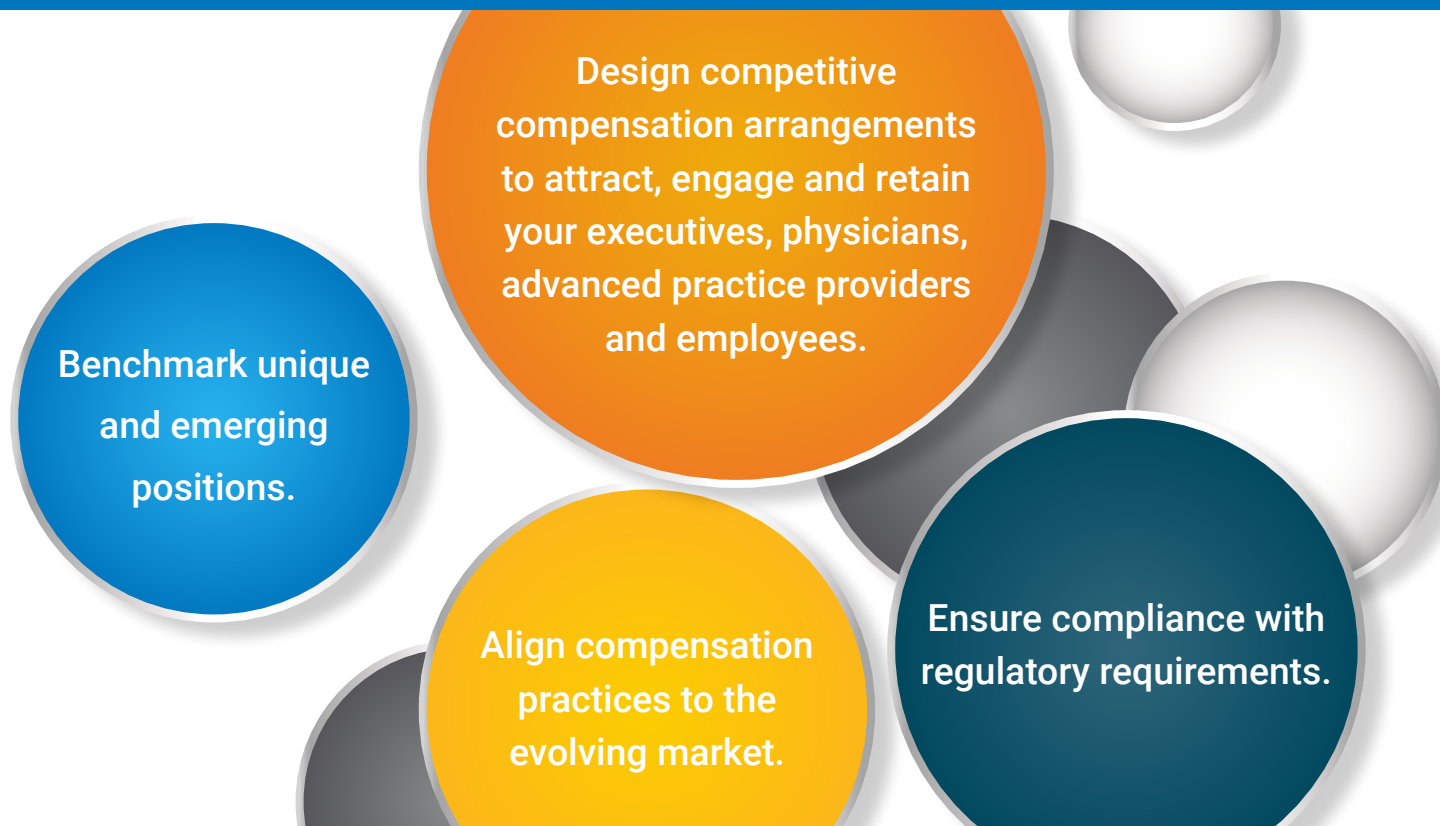 Design competitive
compensation arrangements
to attract, engage and retain
your executives, physicians,
advanced practice providers
and employees.
Benchmark unique
and emerging
positions.
Align compensation
practices to the
evolving market.
Ensure compliance with
regulatory requirements.